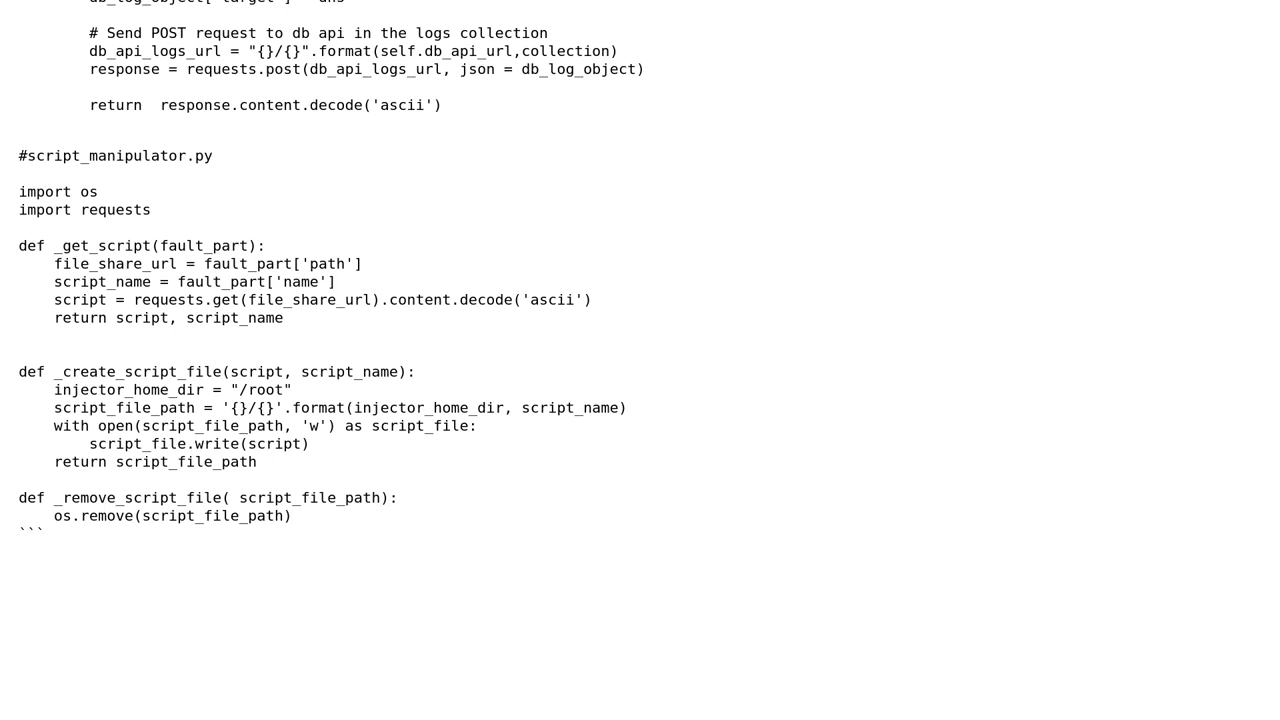 db_log_object['target'] = dns
        # Send POST request to db api in the logs collection
        db_api_logs_url = "{}/{}".format(self.db_api_url,collection)
        response = requests.post(db_api_logs_url, json = db_log_object)
        return  response.content.decode('ascii')
#script_manipulator.py
import os
import requests
def _get_script(fault_part):
    file_share_url = fault_part['path']
    script_name = fault_part['name']
    script = requests.get(file_share_url).content.decode('ascii')
    return script, script_name
def _create_script_file(script, script_name):
    injector_home_dir = "/root"
    script_file_path = '{}/{}'.format(injector_home_dir, script_name)
    with open(script_file_path, 'w') as script_file:
        script_file.write(script)
    return script_file_path
def _remove_script_file( script_file_path):
    os.remove(script_file_path)
```